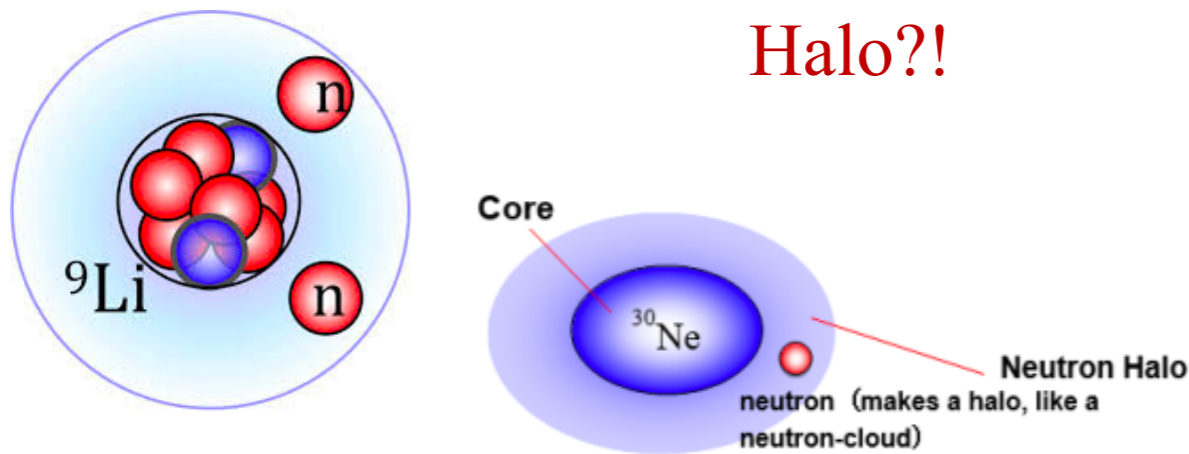 Halo?!
n
⁹Li
n
Core
³⁰Ne
Neutron Halo
neutron（makes a halo, like a
neutron-cloud）